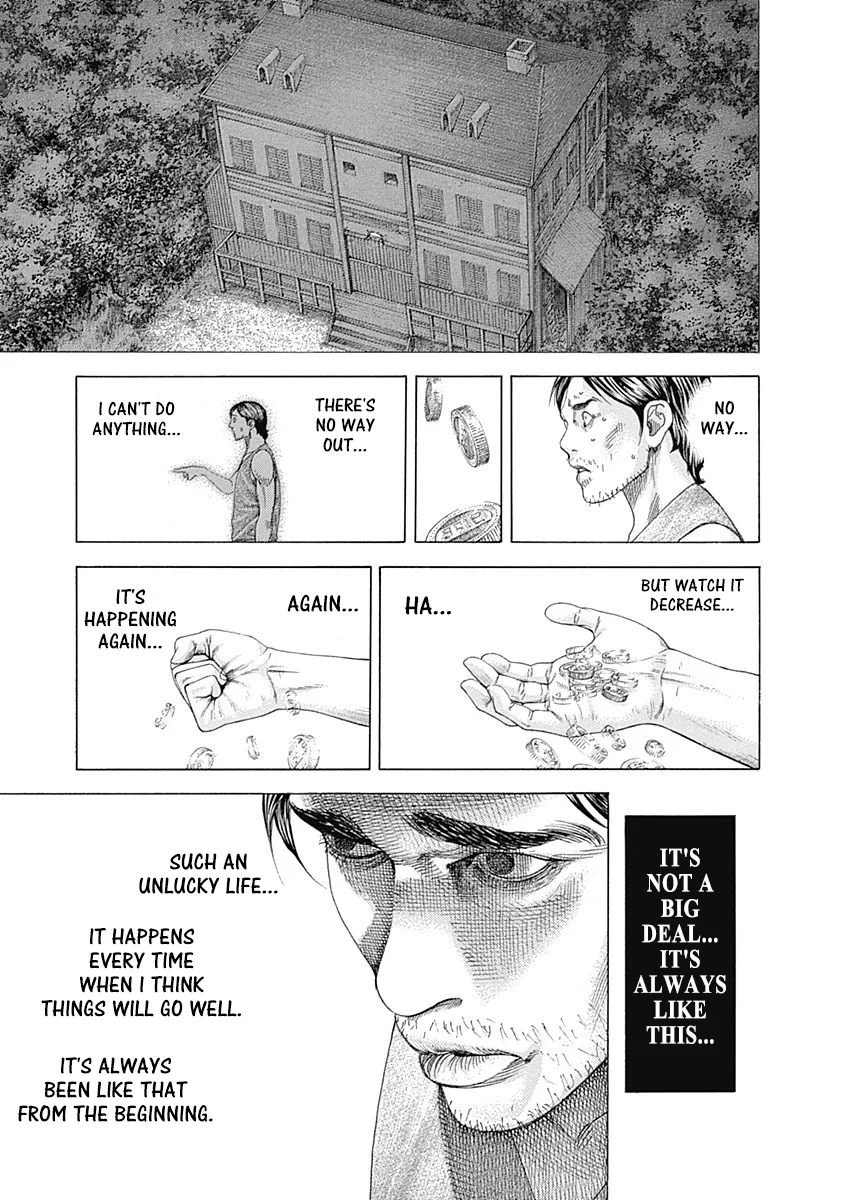 NO
WAY...
THERE'S
NO WAY
OUT...
I CAN'T DO
ANYTHING...
BUT WATCH IT
DECREASE...
HA...
AGAIN...
IT'S
HAPPENING
AGAIN...
IT'S
NOT A
BIG
DEAL...
IT'S
ALWAYS
LIKE
THIS...
SUCH AN
UNLUCKY LIFE...
IT HAPPENS
EVERY TIME
WHEN I THINK
THINGS WILL GO WELL.
IT'S ALWAYS
BEEN LIKE THAT
FROM THE BEGINNING.